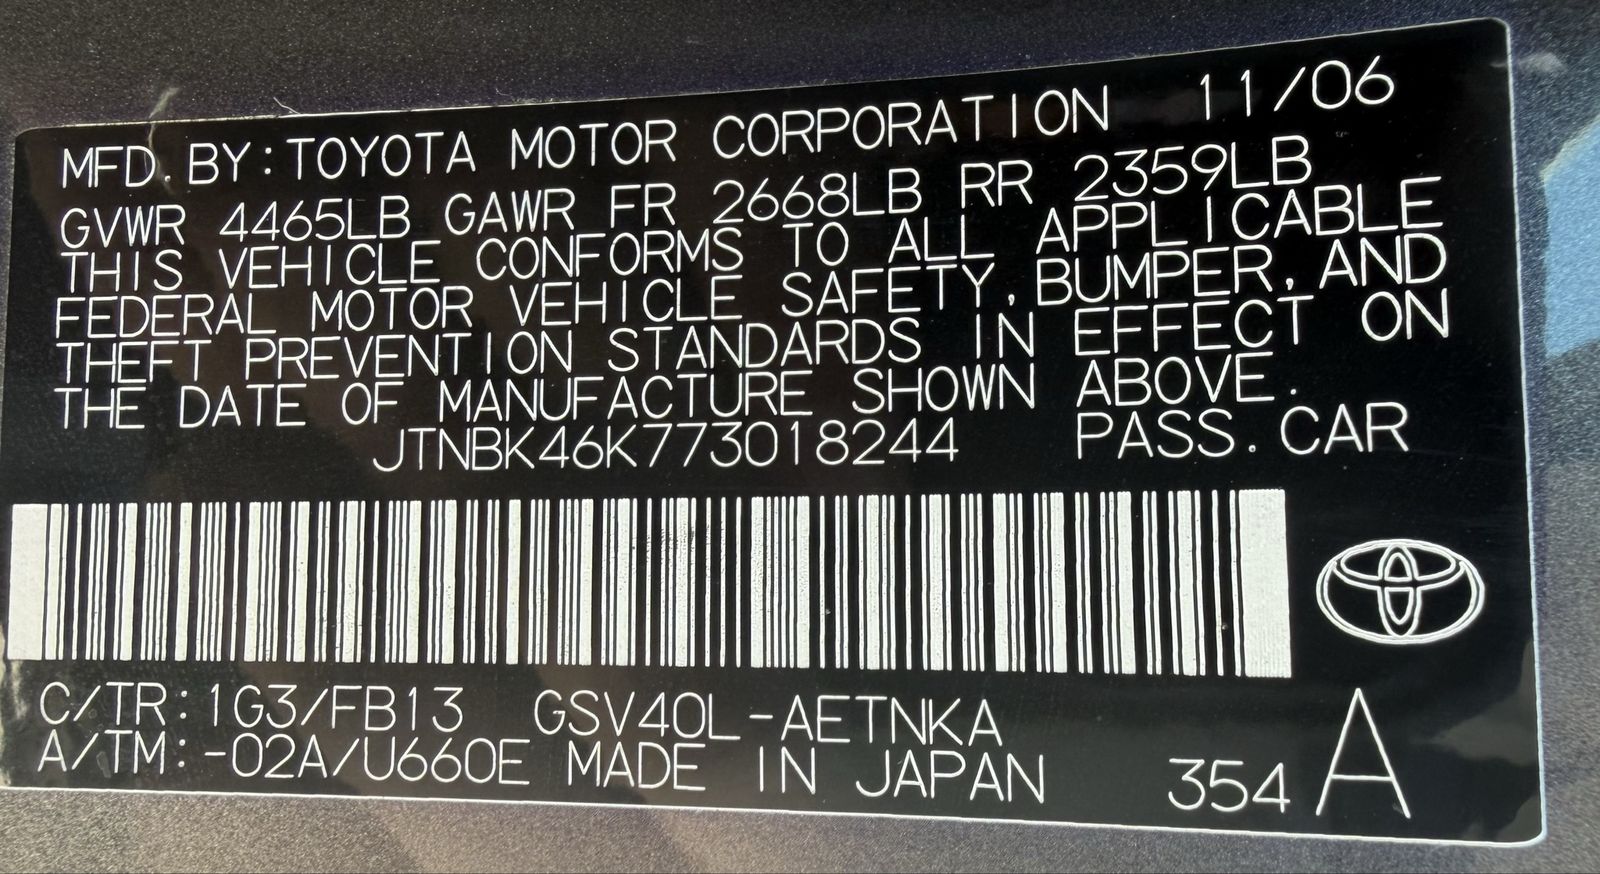 MFD. BY: TOYOTA MOTOR CORPORATION 11/06
GVWR 4465LB GAWR FR 2668LB RR 2359LB
THIS VEHICLE CONFORMS TO ALL APPLICABLE
FEDERAL MOTOR VEHICLE SAFETY, BUMPER, AND
THEFT PREVENTION STANDARDS IN EFFECT ON
THE DATE OF MANUFACTURE SHOWN ABOVE.
JTNBK46K773018244 PASS. CAR
C/TR: 1G3/FB13 GSV40L-AETNKA
A/TM: -02A/U660E MADE IN JAPAN 354 A